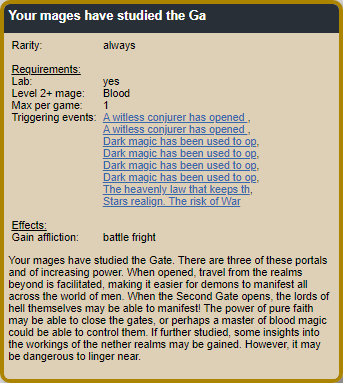 Your mages have studied the Ga
Rarity: always
Requirements:
Lab: yes
Level 2+ mage: Blood
Max per game: 1
Triggering events: A witless conjurer has opened ,
A witless conjurer has opened ,
Dark magic has been used to op,
Dark magic has been used to op,
Dark magic has been used to op,
Dark magic has been used to op,
The heavenly law that keeps th,
Stars realign. The risk of War
Effects:
Gain affliction: battle fright
Your mages have studied the Gate. There are three of these portals
and of increasing power. When opened, travel from the realms
beyond is facilitated, making it easier for demons to manifest all
across the world of men. When the Second Gate opens, the lords of
hell themselves may be able to manifest! The power of pure faith
may be able to close the gates, or perhaps a master of blood magic
could be able to control them. If further studied, some insights into
the workings of the nether realms may be gained. However, it may
be dangerous to linger near.